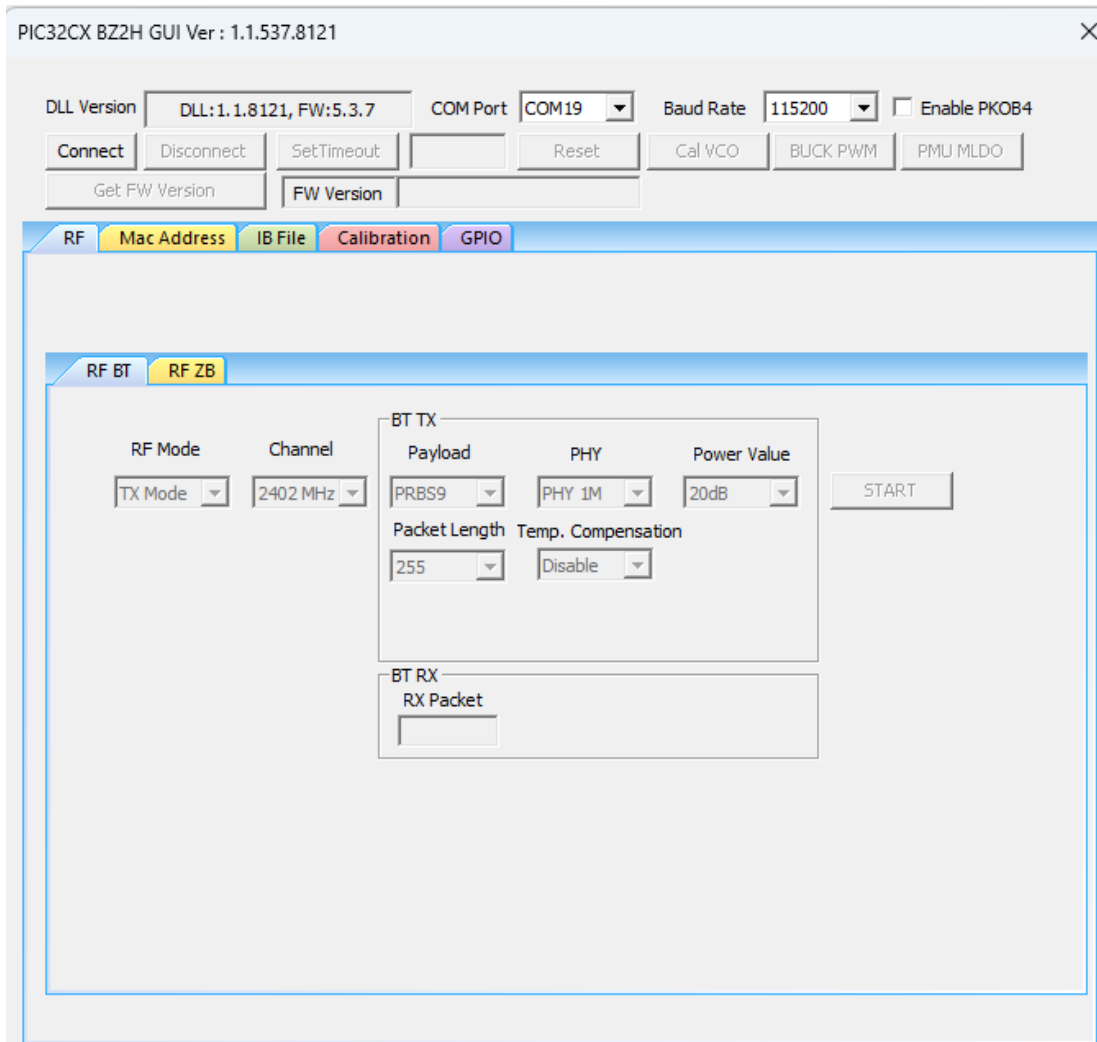 PIC32CX BZ2H GUI Ver : 1.1.537.8121
DLL Version DLL:1.1.8121, FW:5.3.7 COM Port COM19 Baud Rate 115200 Enable PKOB4
Connect Disconnect SetTimeout Reset Cal VCO BUCK PWM PMU MLDO
Get FW Version FW Version
RF Mac Address IB File Calibration GPIO
RF BT RF ZB
BT TX
RF Mode Channel Payload PHY Power Value
TX Mode 2402 MHz PRBS9 PHY 1M 20dB START
Packet Length Temp. Compensation
255 Disable
BT RX
RX Packet